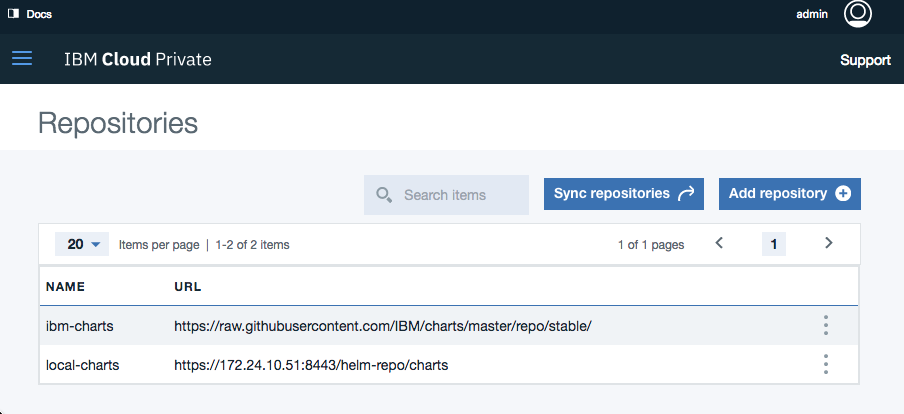 Docs admin
IBM Cloud Private Support
Repositories
Search items Sync repositories Add repository
20 Items per page | 1-2 of 2 items 1 of 1 pages 1
NAME URL
ibm-charts https://raw.githubusercontent.com/IBM/charts/master/repo/stable/
local-charts https://172.24.10.51:8443/helm-repo/charts